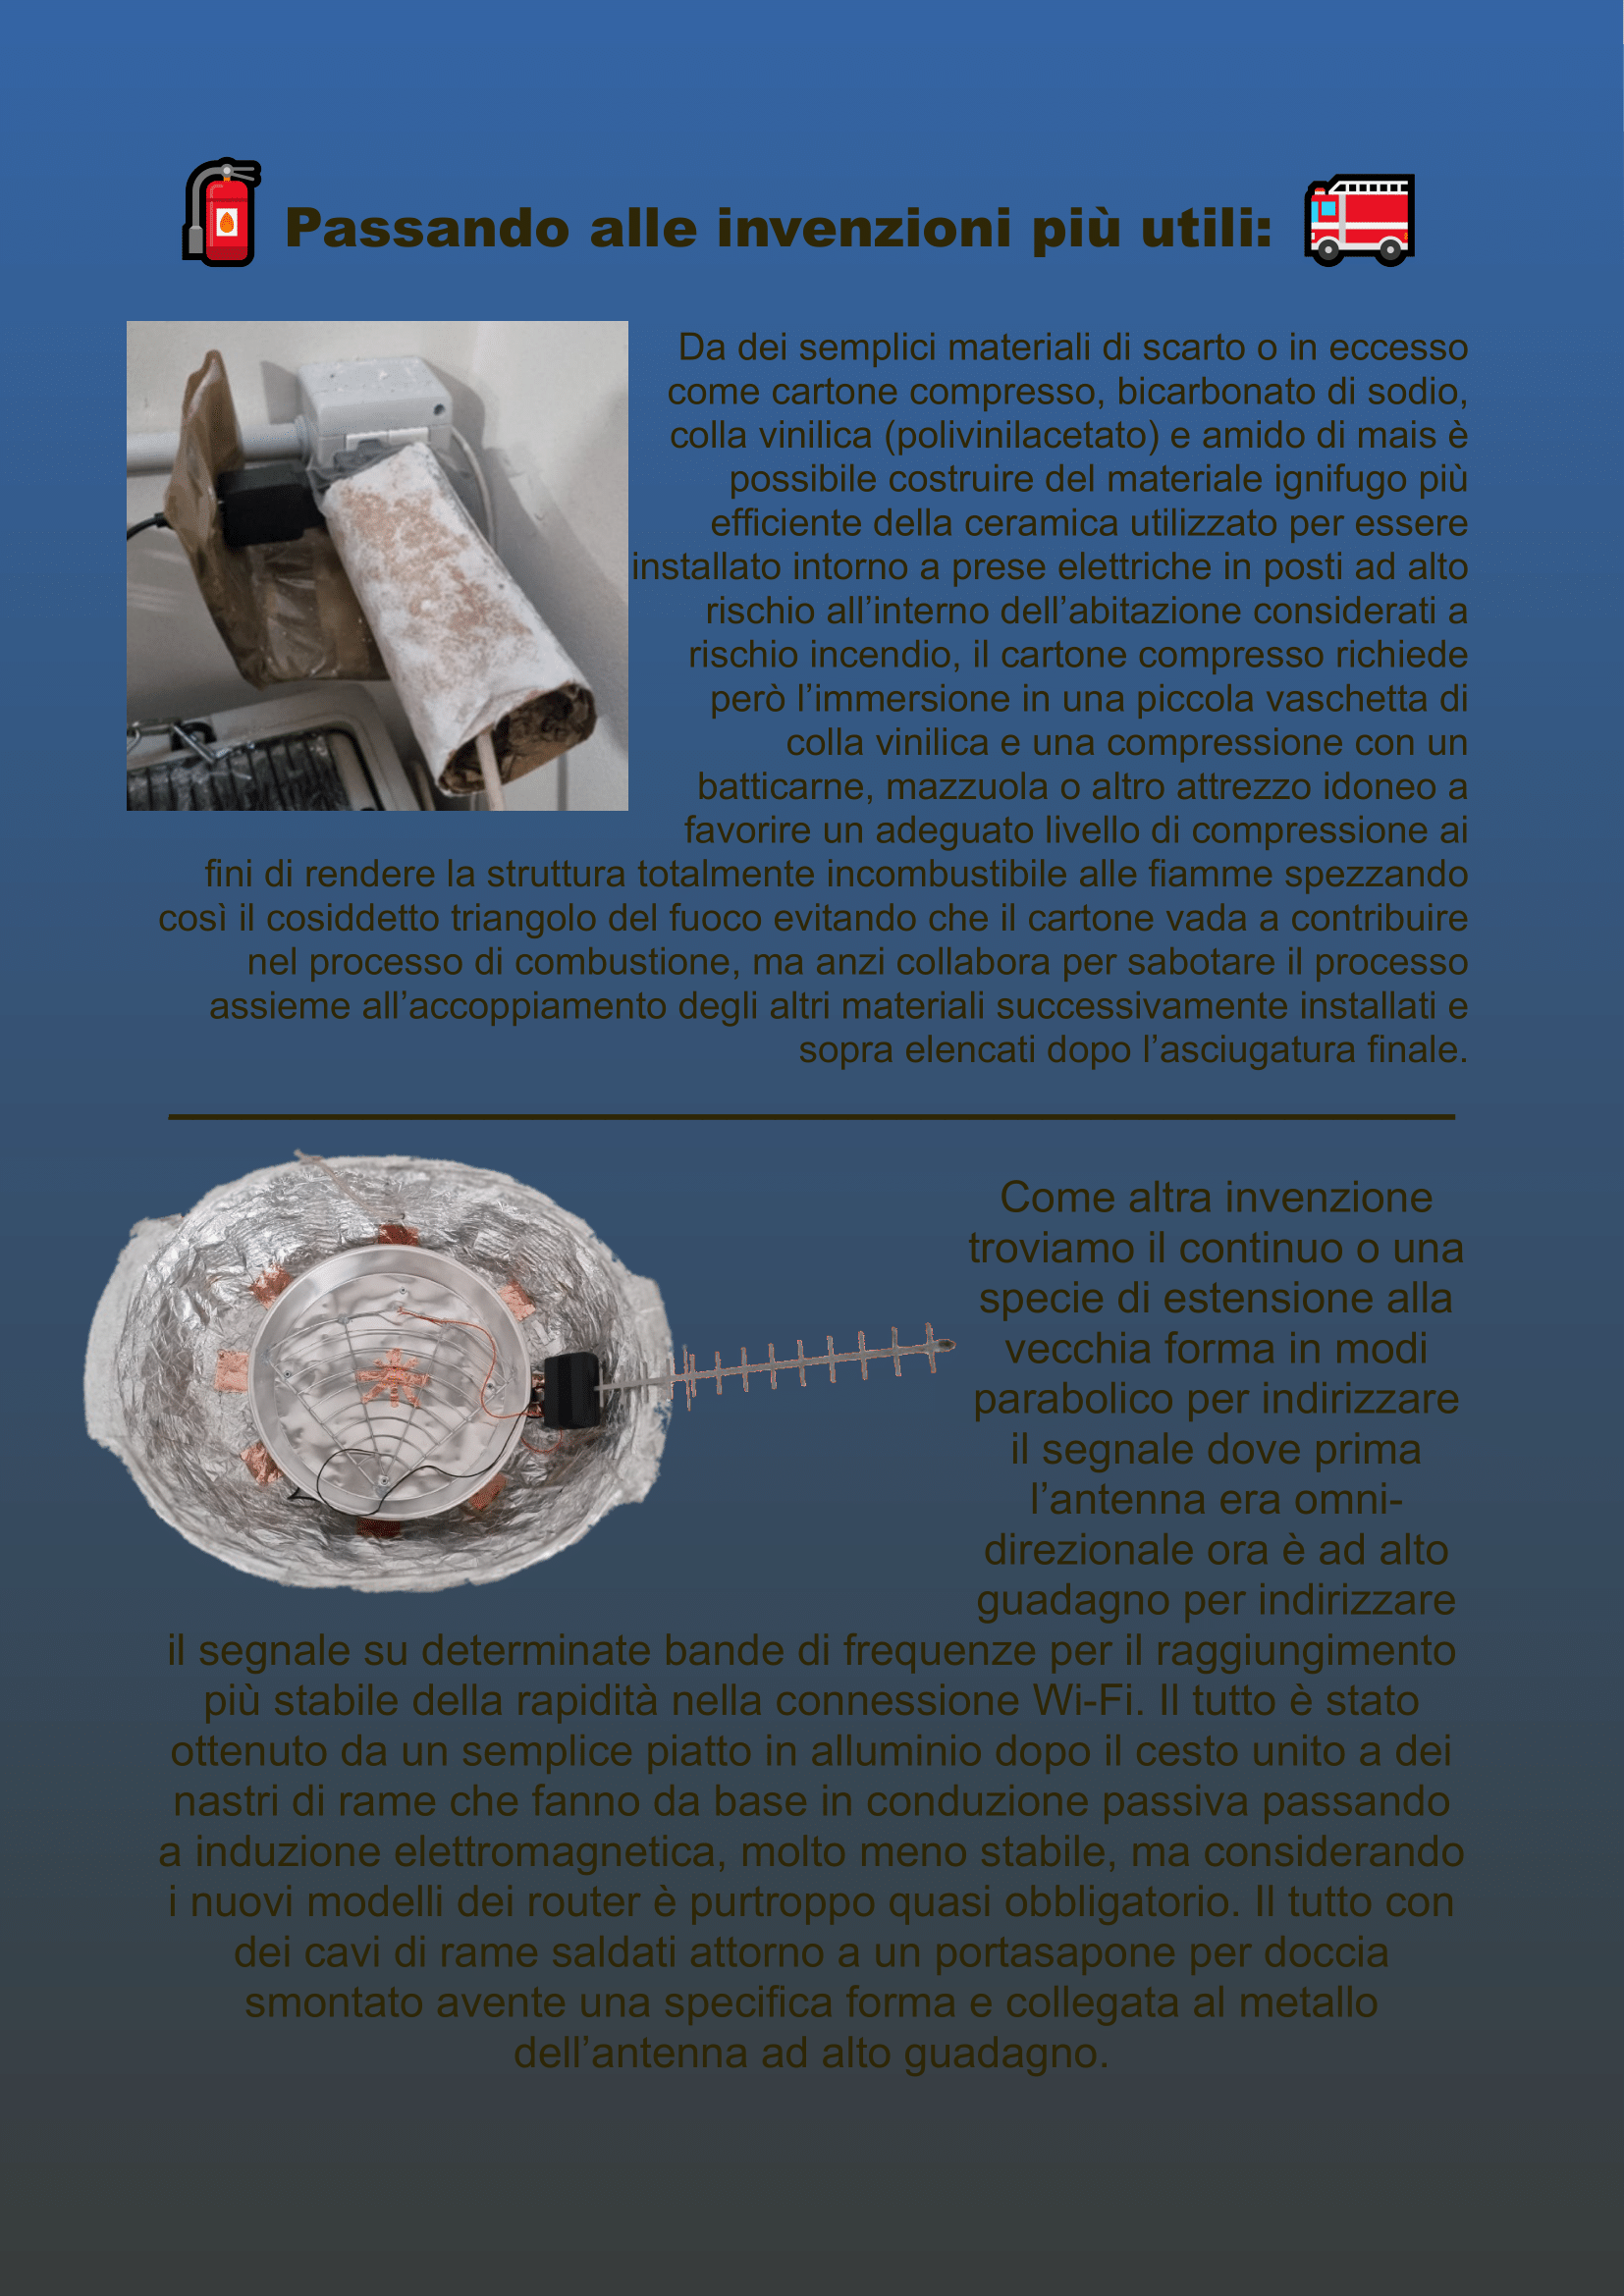 Passando alle invenzioni più utili:
Da dei semplici materiali di scarto o in eccesso
come cartone compresso, bicarbonato di sodio,
colla vinilica (polivinilacetato) e amido di mais è
possibile costruire del materiale ignifugo più
efficiente della ceramica utilizzato per essere
installato intorno a prese elettriche in posti ad alto
rischio all’interno dell’abitazione considerati a
rischio incendio, il cartone compresso richiede
però l’immersione in una piccola vaschetta di
colla vinilica e una compressione con un
batticarne, mazzuola o altro attrezzo idoneo a
favorire un adeguato livello di compressione ai
fini di rendere la struttura totalmente incombustibile alle fiamme spezzando
così il cosiddetto triangolo del fuoco evitando che il cartone vada a contribuire
nel processo di combustione, ma anzi collabora per sabotare il processo
assieme all’accoppiamento degli altri materiali successivamente installati e
sopra elencati dopo l’asciugatura finale.
Come altra invenzione
troviamo il continuo o una
specie di estensione alla
vecchia forma in modi
parabolico per indirizzare
il segnale dove prima
l’antenna era omni-
direzionale ora è ad alto
guadagno per indirizzare
il segnale su determinate bande di frequenze per il raggiungimento
più stabile della rapidità nella connessione Wi-Fi. Il tutto è stato
ottenuto da un semplice piatto in alluminio dopo il cesto unito a dei
nastri di rame che fanno da base in conduzione passiva passando
a induzione elettromagnetica, molto meno stabile, ma considerando
i nuovi modelli dei router è purtroppo quasi obbligatorio. Il tutto con
dei cavi di rame saldati attorno a un portasapone per doccia
smontato avente una specifica forma e collegata al metallo
dell’antenna ad alto guadagno.